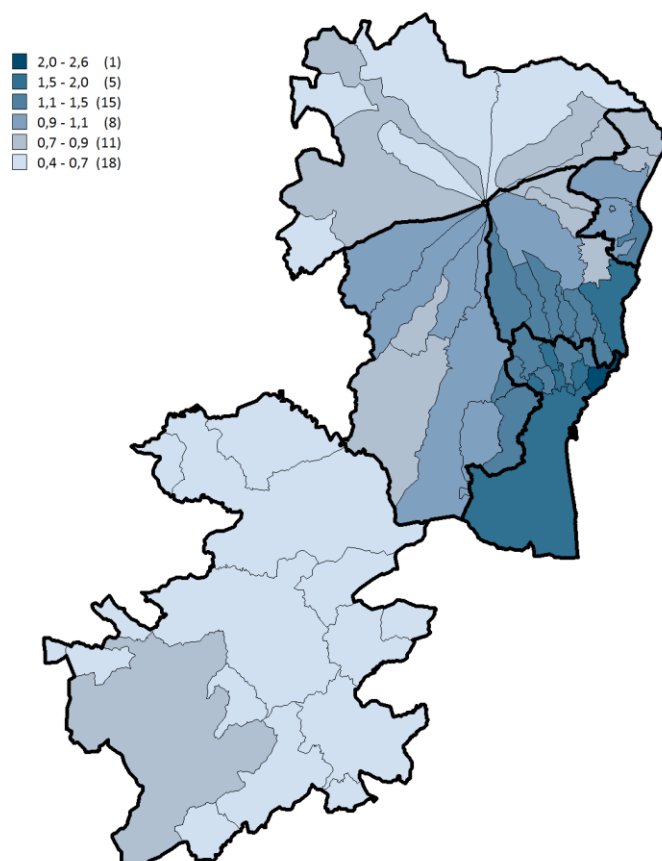 2,0 - 2,6 (1)
1,5 - 2,0 (5)
1,1 - 1,5 (15)
0,9 - 1,1 (8)
0,7 - 0,9 (11)
0,4 - 0,7 (18)